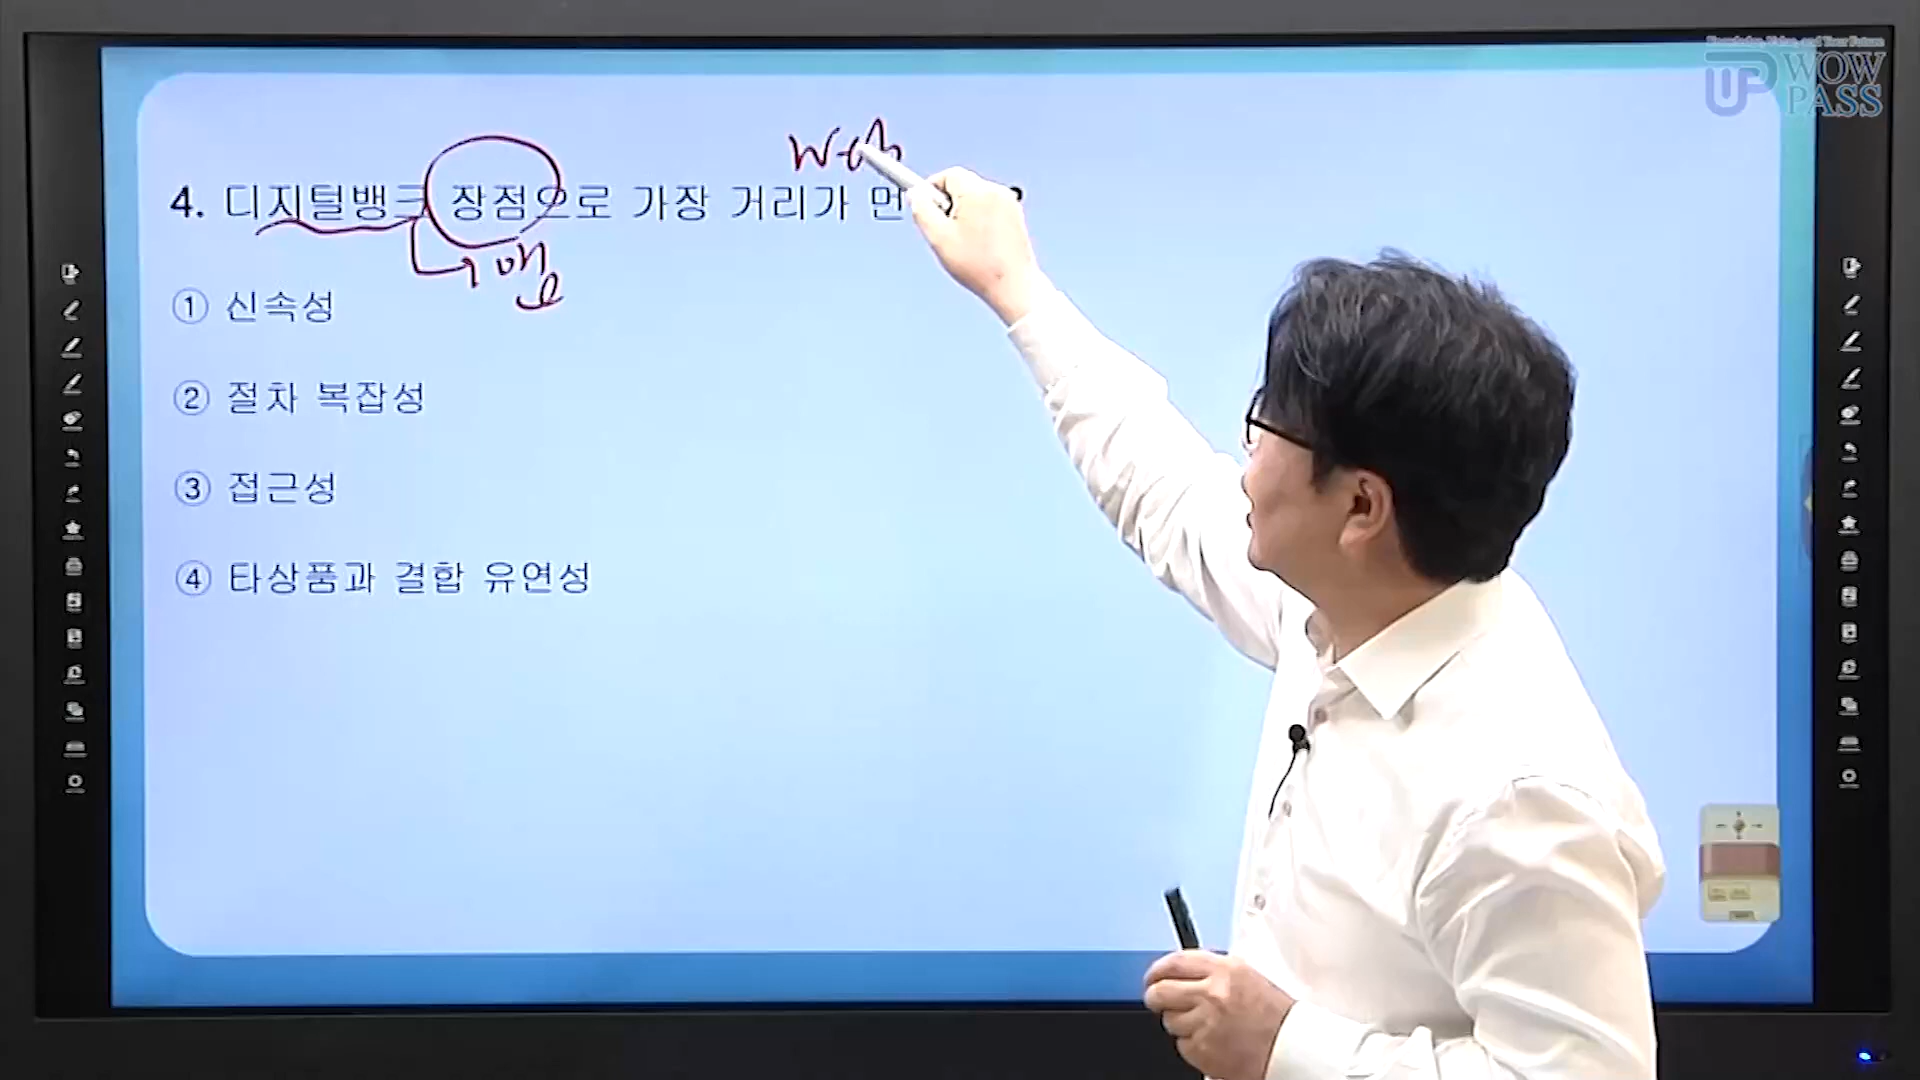 WOW
PASS
Web
4. 디지털뱅크 장점으로 가장 거리가 먼 ?
앱
① 신속성
② 절차 복잡성
③ 접근성
④ 타상품과 결합 유연성